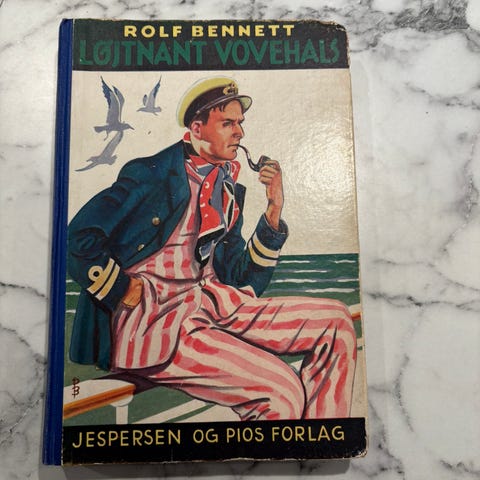 ROLF BENNETT
LØJTNANT VOVEHALS
JESPERSEN OG PIOS FORLAG